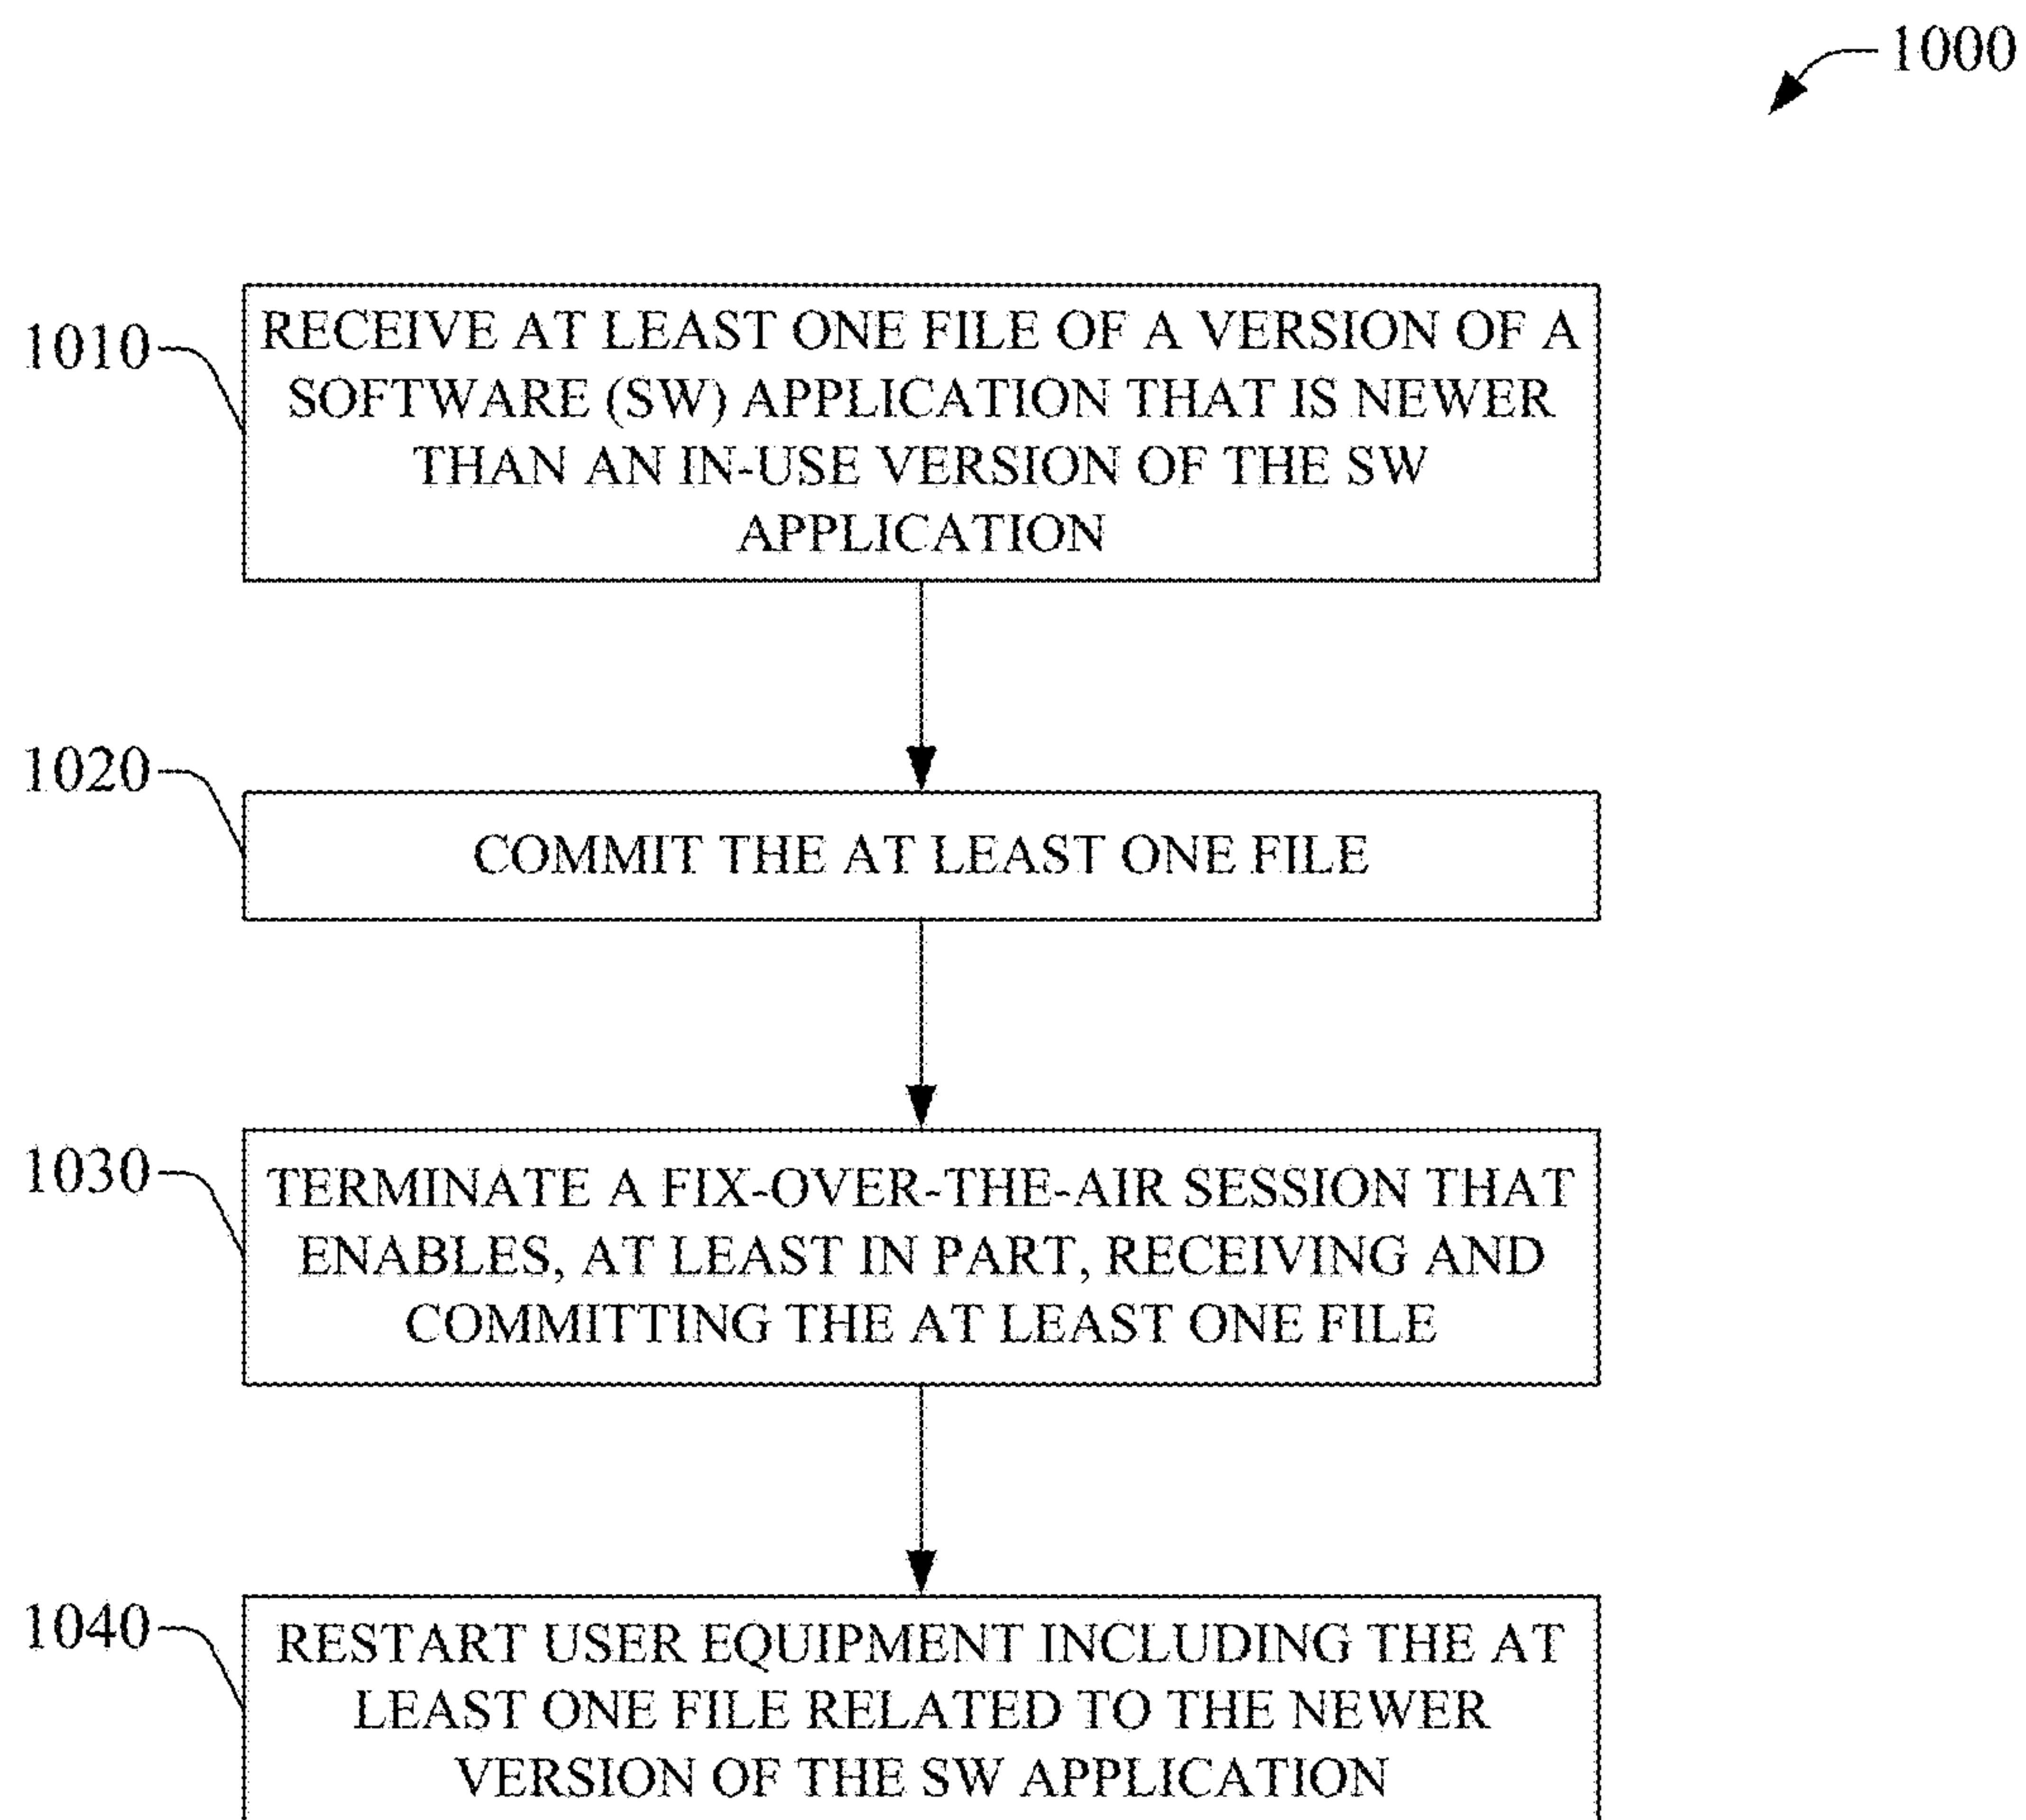 1000
1010
RECEIVE AT LEAST ONE FILE OF A VERSION OF A
SOFTWARE (SW) APPLICATION THAT IS NEWER
THAN AN IN-USE VERSION OF THE SW
APPLICATION
1020
COMMIT THE AT LEAST ONE FILE
1030
TERMINATE A FIX-OVER-THE-AIR SESSION THAT
ENABLES, AT LEAST IN PART, RECEIVING AND
COMMITTING THE AT LEAST ONE FILE
1040
RESTART USER EQUIPMENT INCLUDING THE AT
LEAST ONE FILE RELATED TO THE NEWER
VERSION OF THE SW APPLICATION